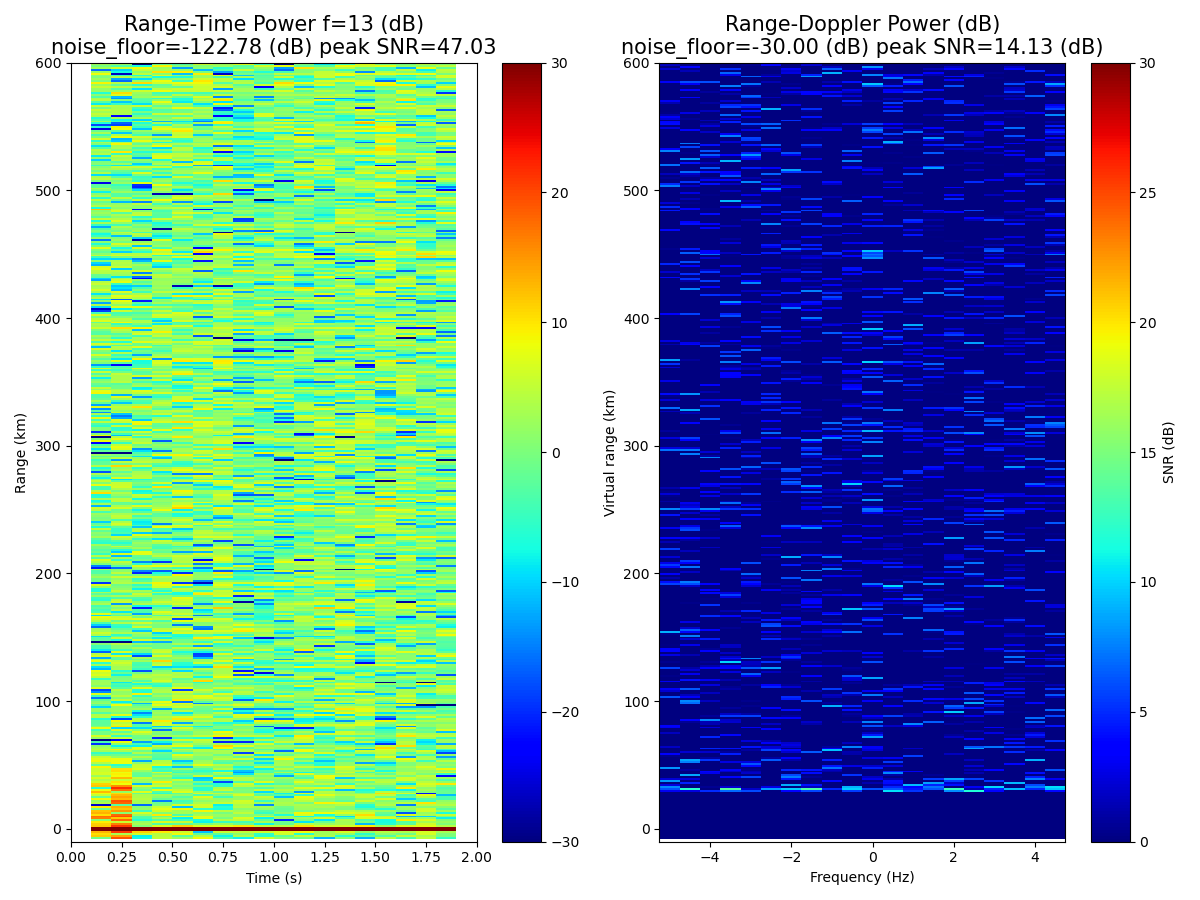 Range-Time Power f=13 (dB)
noise_floor=-122.78 (dB) peak SNR=47.03
600
500
400
300
200
100
0
Range (km)
0.00 0.25 0.50 0.75 1.00 1.25 1.50 1.75 2.00
Time (s)
30
20
10
0
−10
−20
−30
Range-Doppler Power (dB)
noise_floor=-30.00 (dB) peak SNR=14.13 (dB)
600
500
400
300
200
100
0
Virtual range (km)
−4 −2 0 2 4
Frequency (Hz)
30
25
20
15
10
5
0
SNR (dB)